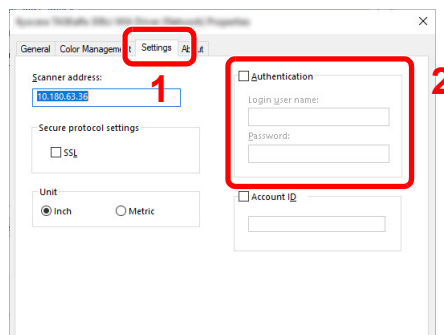 General Color Management Settings About
1
Scanner address:
10.180.63.36
Secure protocol settings
SSL
Unit
Inch Metric
2
Authentication
Login user name:
Password:
Account ID